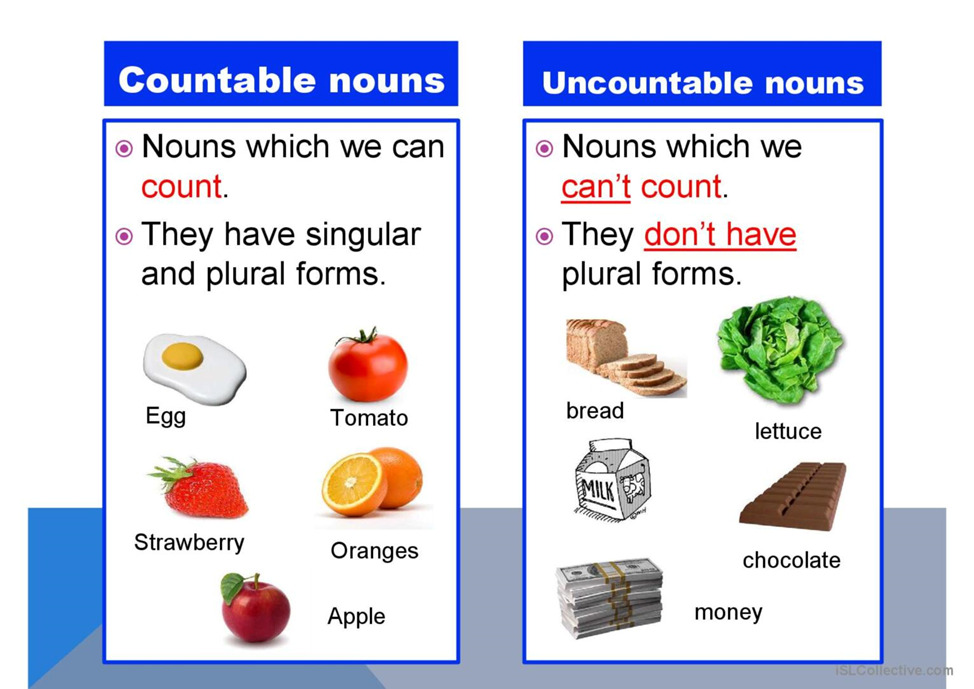 Countable nouns
Nouns which we can
count.
They have singular
and plural forms.
Egg
Tomato
Strawberry
Oranges
Apple
Uncountable nouns
Nouns which we
can't count.
They don't have
plural forms.
bread
lettuce
MILK
chocolate
money
iSLCollective.com